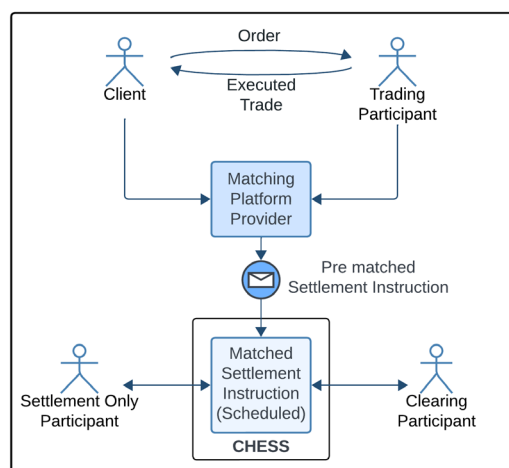 Order
Client
Executed
Trade
Trading
Participant
Matching
Platform
Provider
Pre matched
Settlement Instruction
Matched
Settlement
Instruction
(Scheduled)
Settlement Only
Participant
Clearing
Participant
CHESS